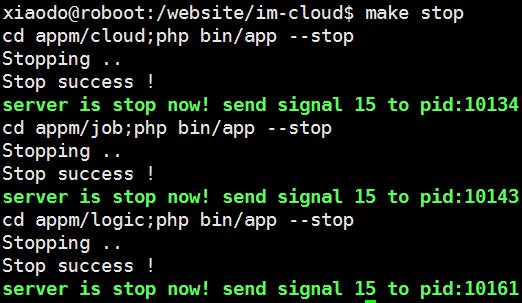 xiaodo@roboot:/website/im-cloud$ make stop
cd appm/cloud;php bin/app --stop
Stopping ..
Stop success !
server is stop now! send signal 15 to pid:10134
cd appm/job;php bin/app --stop
Stopping ..
Stop success !
server is stop now! send signal 15 to pid:10143
cd appm/logic;php bin/app --stop
Stopping ..
Stop success !
server is stop now! send signal 15 to pid:10161